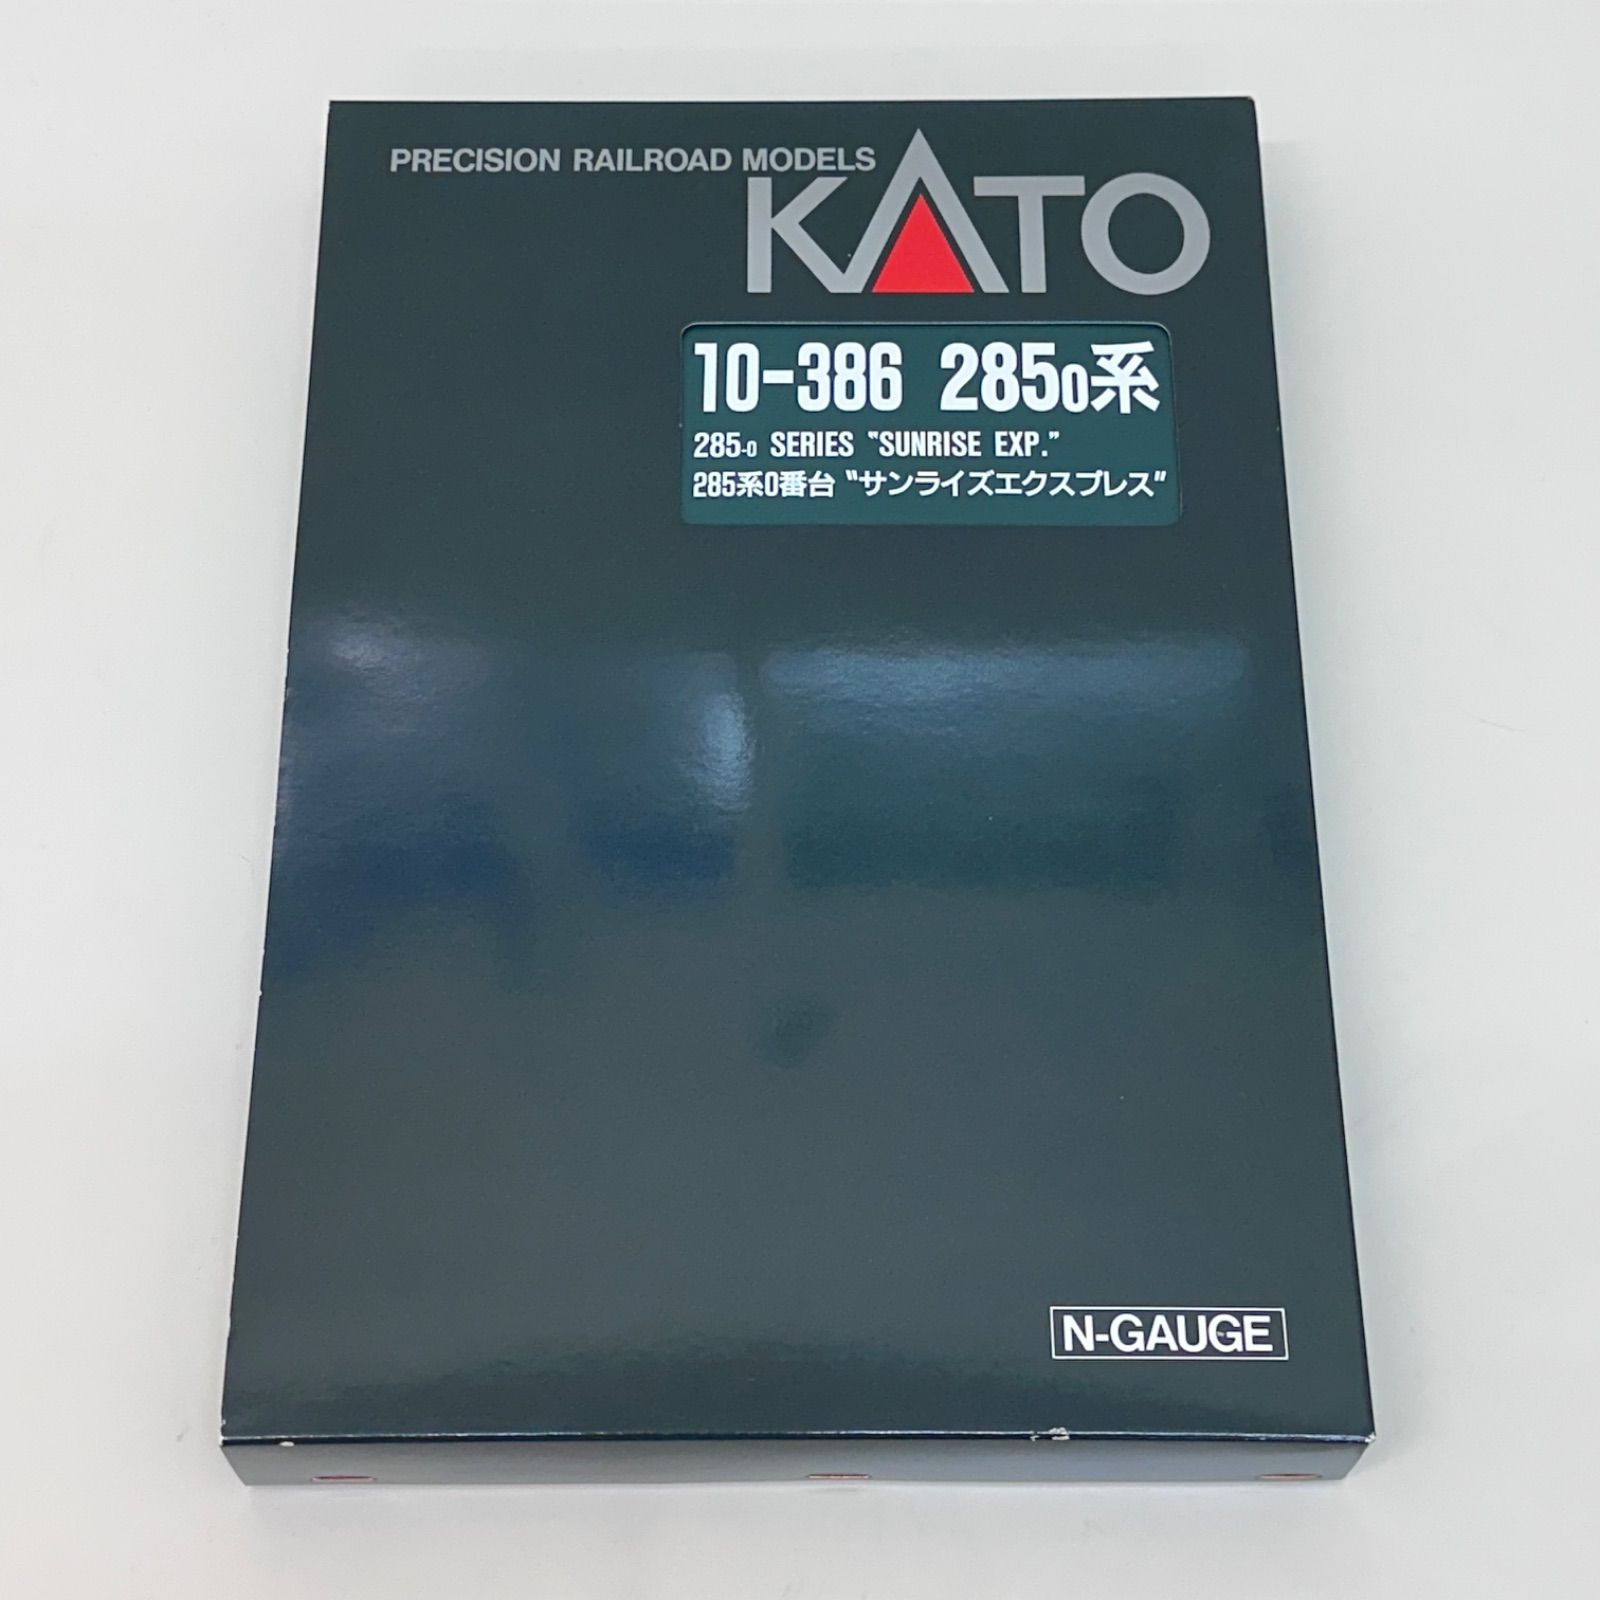 PRECISION RAILROAD MODELS
KATO
10-386 285₀系
285-0 SERIES "SUNRISE EXP."
285系0番台 "サンライズエクスプレス"
N-GAUGE